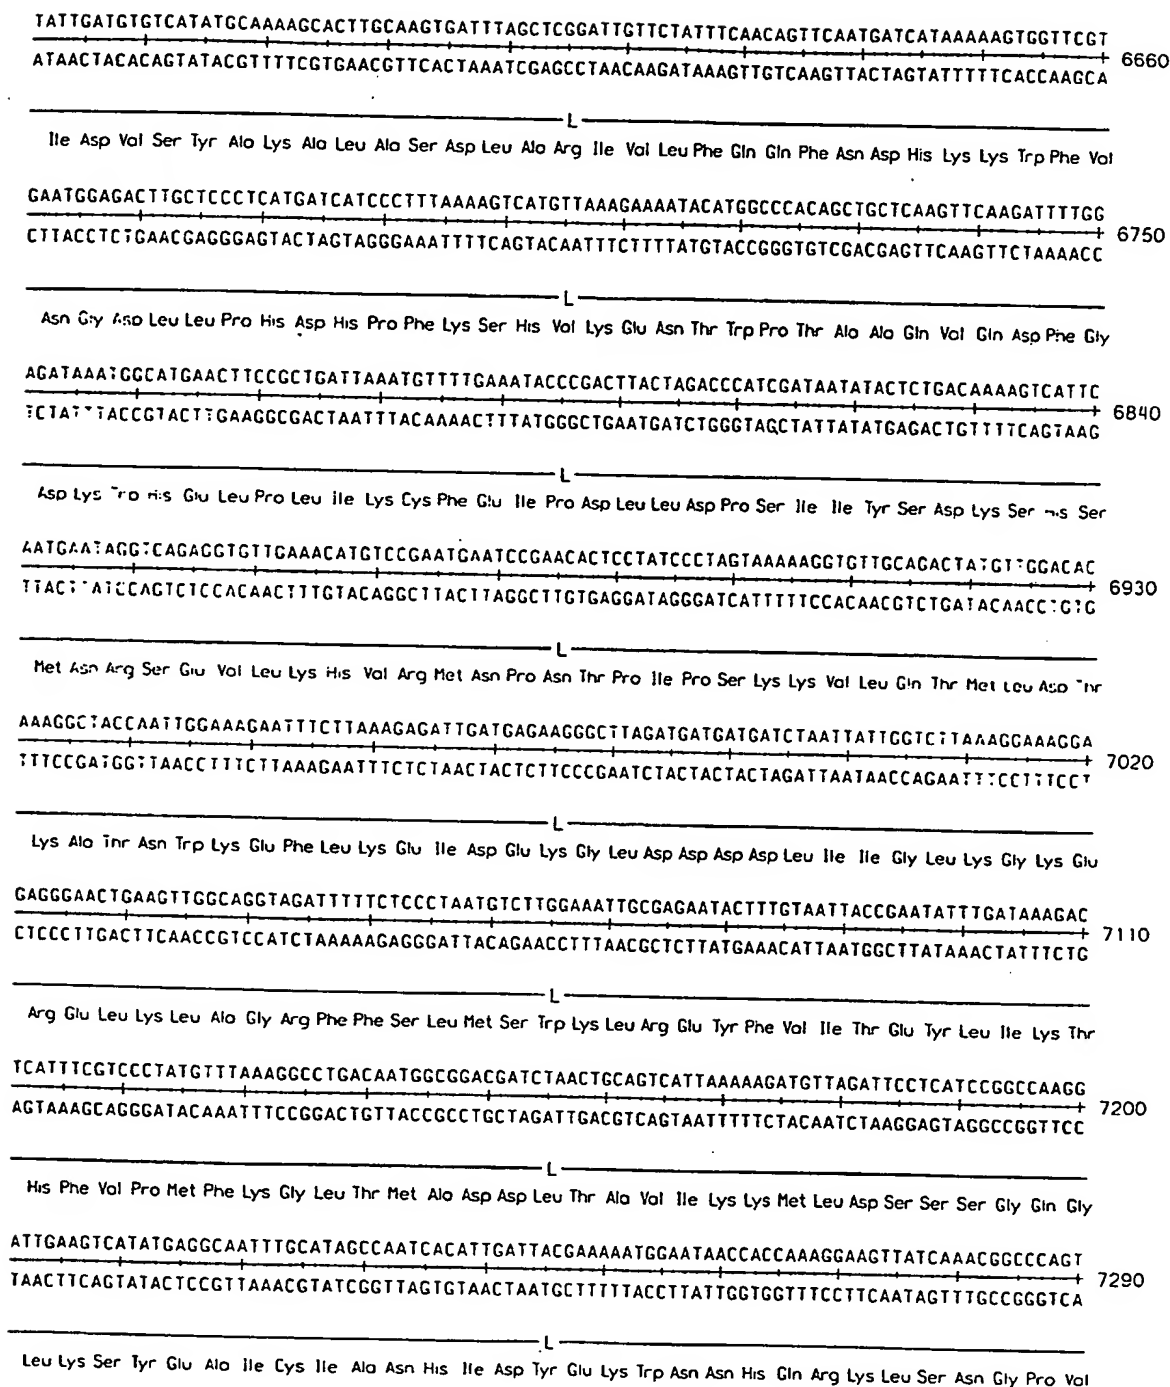 TATTGATGTGTCATATGCAAAAGCACTTGCAAGTGATTTAGCTCGGATTGTTCTATTTCAACAGTTCAATGATCATAAAAAGTGGTTCGT
6660
ATAACTACACAGTATACGTTTTCGTGAACGTTCACTAAATCGAGCCTAACAAGATAAAGTTGTCAAGTTACTAGTATTTTTCACCAAGCA
L
Ile Asp Val Ser Tyr Ala Lys Ala Leu Ala Ser Asp Leu Ala Arg Ile Val Leu Phe Gln Gln Phe Asn Asp His Lys Lys Trp Phe Val
GAATGGAGACTTGCTCCCTCATGATCATCCCTTTAAAAGTCATGTTAAAGAAAATACATGGCCCACAGCTGCTCAAGTTCAAGATTTTGG
6750
CTTACCTCTGAACGAGGGAGTACTAGTAGGGAAATTTTCAGTACAATTTCTTTTATGTACCGGGTGTCGACGAGTTCAAGTTCTAAAACC
L
Asn Gly Asp Leu Leu Pro His Asp His Pro Phe Lys Ser His Val Lys Glu Asn Thr Trp Pro Thr Ala Ala Gln Val Gln Asp Phe Gly
AGATAAATGGCATGAACTTCCGCTGATTAAATGTTTTGAAATACCCGACTTACTAGACCCATCGATAATATACTCTGACAAAAGTCATTC
6840
TCTATTTACCGTACTTGAAGGCGACTAATTTACAAAACTTTATGGGCTGAATGATCTGGGTAGCTATTATATGAGACTGTTTTCAGTAAG
L
Asp Lys His Glu Leu Pro Leu Ile Lys Cys Phe Glu Ile Pro Asp Leu Leu Asp Pro Ser Ile Ile Tyr Ser Asp Lys Ser His Ser
AATGAATAGGTCAGAGGTGTTGAAACATGTCCGAATGAATCCGAACACTCCTATCCCTAGTAAAAAGGTGTTGCAGACTATGTTGGACAC
6930
TTACTTATCCAGTCTCCACAACTTTGTACAGGCTTACTTAGGCTTGTGAGGATAGGGATCATTTTTCCACAACGTCTGATACAACCTGTG
L
Met Asn Arg Ser Glu Val Leu Lys His Val Arg Met Asn Pro Asn Thr Pro Ile Pro Ser Lys Lys Val Leu Gln Thr Met Leu Asp Thr
AAAGGCTACCAATTGGAAAGAATTTCTTAAAGAGATTGATGAGAAGGGCTTAGATGATGATGATCTAATTATTGGTCTTAAAGGAAAGGA
7020
TTTCCGATGGTTAACCTTTCTTAAAGAATTTCTCTAACTACTCTTCCCGAATCTACTACTACTAGATTAATAACCAGAATTTCCTTTCCT
L
Lys Ala Thr Asn Trp Lys Glu Phe Leu Lys Glu Ile Asp Glu Lys Gly Leu Asp Asp Asp Asp Leu Ile Ile Gly Leu Lys Gly Lys Glu
GAGGGAACTGAAGTTGGCAGGTAGATTTTTCTCCCTAATGTCTTGGAAATTGCGAGAATACTTTGTAATTACCGAATATTTGATAAAGAC
7110
CTCCCTTGACTTCAACCGTCCATCTAAAAAGAGGGATTACAGAACCTTTAACGCTCTTATGAAACATTAATGGCTTATAAACTATTTCTG
L
Arg Glu Leu Lys Leu Ala Gly Arg Phe Phe Ser Leu Met Ser Trp Lys Leu Arg Glu Tyr Phe Val Ile Thr Glu Tyr Leu Ile Lys Thr
TCATTTCGTCCCTATGTTTAAAGGCCTGACAATGGCGGACGATCTAACTGCAGTCATTAAAAAGATGTTAGATTCCTCATCCGGCCAAGG
7200
AGTAAAGCAGGGATACAAATTTCCGGACTGTTACCGCCTGCTAGATTGACGTCAGTAATTTTTCTACAATCTAAGGAGTAGGCCGGTTCC
L
His Phe Val Pro Met Phe Lys Gly Leu Thr Met Ala Asp Asp Leu Thr Ala Val Ile Lys Lys Met Leu Asp Ser Ser Ser Gly Gln Gly
ATTGAAGTCATATGAGGCAATTTGCATAGCCAATCACATTGATTACGAAAAATGGAATAACCACCAAAGGAAGTTATCAAACGGCCCAGT
7290
TAACTTCAGTATACTCCGTTAAACGTATCGGTTAGTGTAACTAATGCTTTTTACCTTATTGGTGGTTTCCTTCAATAGTTTGCCGGGTCA
L
Leu Lys Ser Tyr Glu Ala Ile Cys Ile Ala Asn His Ile Asp Tyr Glu Lys Trp Asn Asn His Gln Arg Lys Leu Ser Asn Gly Pro Val